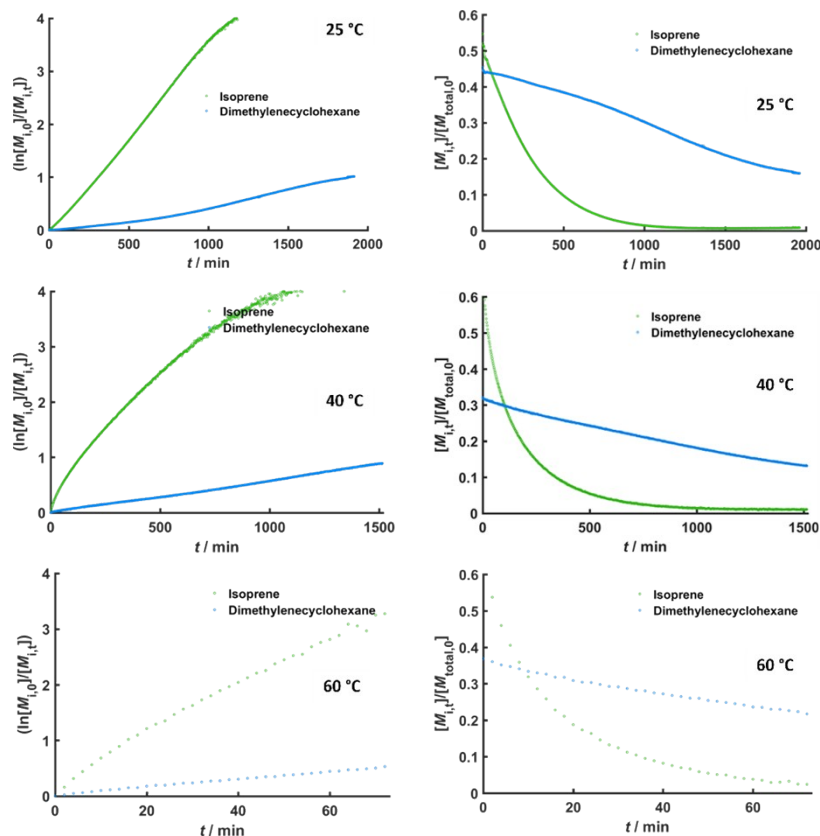 25 °C
Isoprene
Dimethylenecyclohexane
(ln[Mi,0]/[Mi,t])
4
3
2
1
0
0 500 1000 1500 2000
t / min
25 °C
Isoprene
Dimethylenecyclohexane
[Mi,t]/[Mtotal,0]
0.6
0.5
0.4
0.3
0.2
0.1
0
0 500 1000 1500 2000
t / min
40 °C
Isoprene
Dimethylenecyclohexane
(ln[Mi,0]/[Mi,t])
4
3
2
1
0
0 500 1000 1500
t / min
40 °C
Isoprene
Dimethylenecyclohexane
[Mi,t]/[Mtotal,0]
0.6
0.5
0.4
0.3
0.2
0.1
0
0 500 1000 1500
t / min
60 °C
Isoprene
Dimethylenecyclohexane
(ln[Mi,0]/[Mi,t])
4
3
2
1
0
0 20 40 60
t / min
60 °C
Isoprene
Dimethylenecyclohexane
[Mi,t]/[Mtotal,0]
0.6
0.5
0.4
0.3
0.2
0.1
0
0 20 40 60
t / min